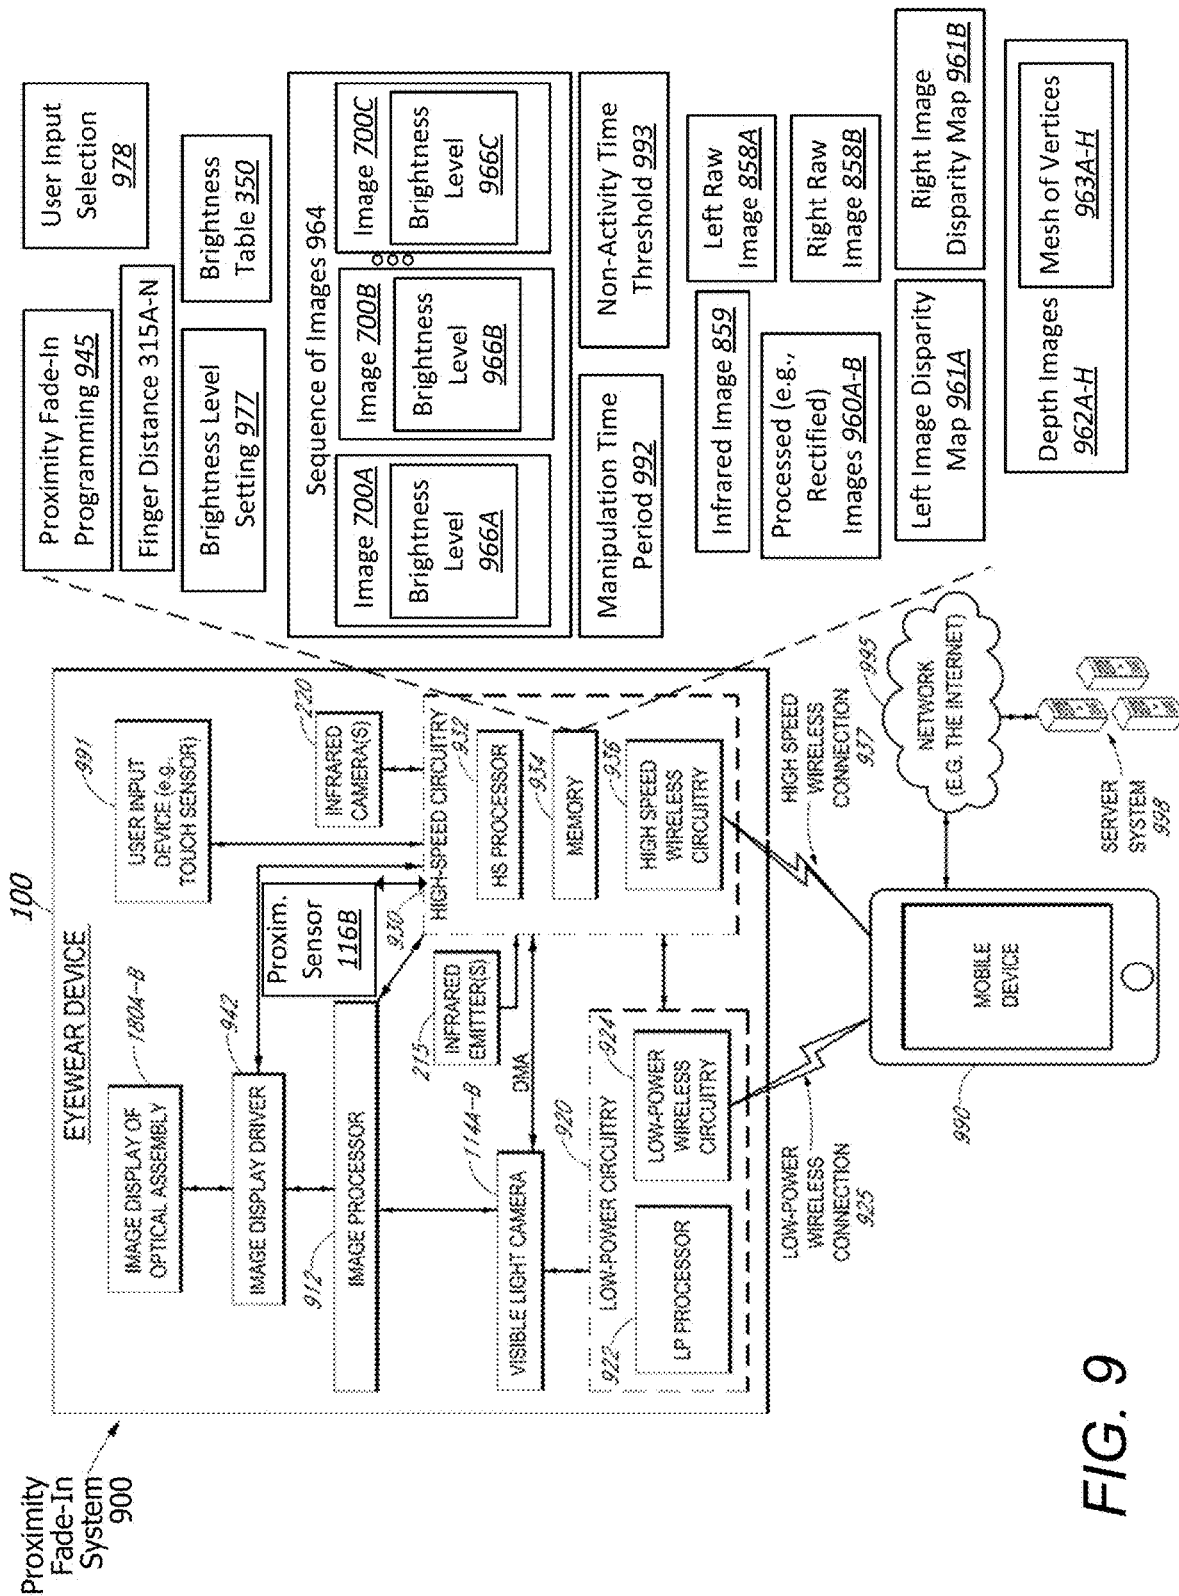 Proximity
Fade-In
System
900
100
EYEWEAR DEVICE
IMAGE DISPLAY OF
OPTICAL ASSEMBLY
180A-B
IMAGE DISPLAY DRIVER
942
IMAGE PROCESSOR
912
VISIBLE LIGHT CAMERA
114A-B
USER INPUT
DEVICE (e.g.
TOUCH SENSOR)
991
Proxim.
Sensor
116B
INFRARED
CAMERA(S)
220
INFRARED
EMITTER(S)
215
DMA
930
HIGH-SPEED CIRCUITRY
HS PROCESSOR
932
MEMORY
934
HIGH SPEED
WIRELESS
CIRCUITRY
936
LOW-POWER CIRCUITRY
920
LP PROCESSOR
922
LOW-POWER
WIRELESS
CIRCUITRY
924
LOW-POWER
WIRELESS
CONNECTION
925
HIGH SPEED
WIRELESS
CONNECTION
937
MOBILE
DEVICE
990
NETWORK
(E.G. THE INTERNET)
995
SERVER
SYSTEM
998
Proximity Fade-In
Programming 945
User Input
Selection
978
Finger Distance 315A-N
Brightness Level
Setting 977
Brightness
Table 350
Sequence of Images 964
Image 700A
Brightness
Level
966A
Image 700B
Brightness
Level
966B
Image 700C
Brightness
Level
966C
Manipulation Time
Period 992
Non-Activity Time
Threshold 993
Infrared Image 859
Left Raw
Image 858A
Processed (e.g.,
Rectified)
Images 960A-B
Right Raw
Image 858B
Left Image Disparity
Map 961A
Right Image
Disparity Map 961B
Depth Images
962A-H
Mesh of Vertices
963A-H
FIG. 9